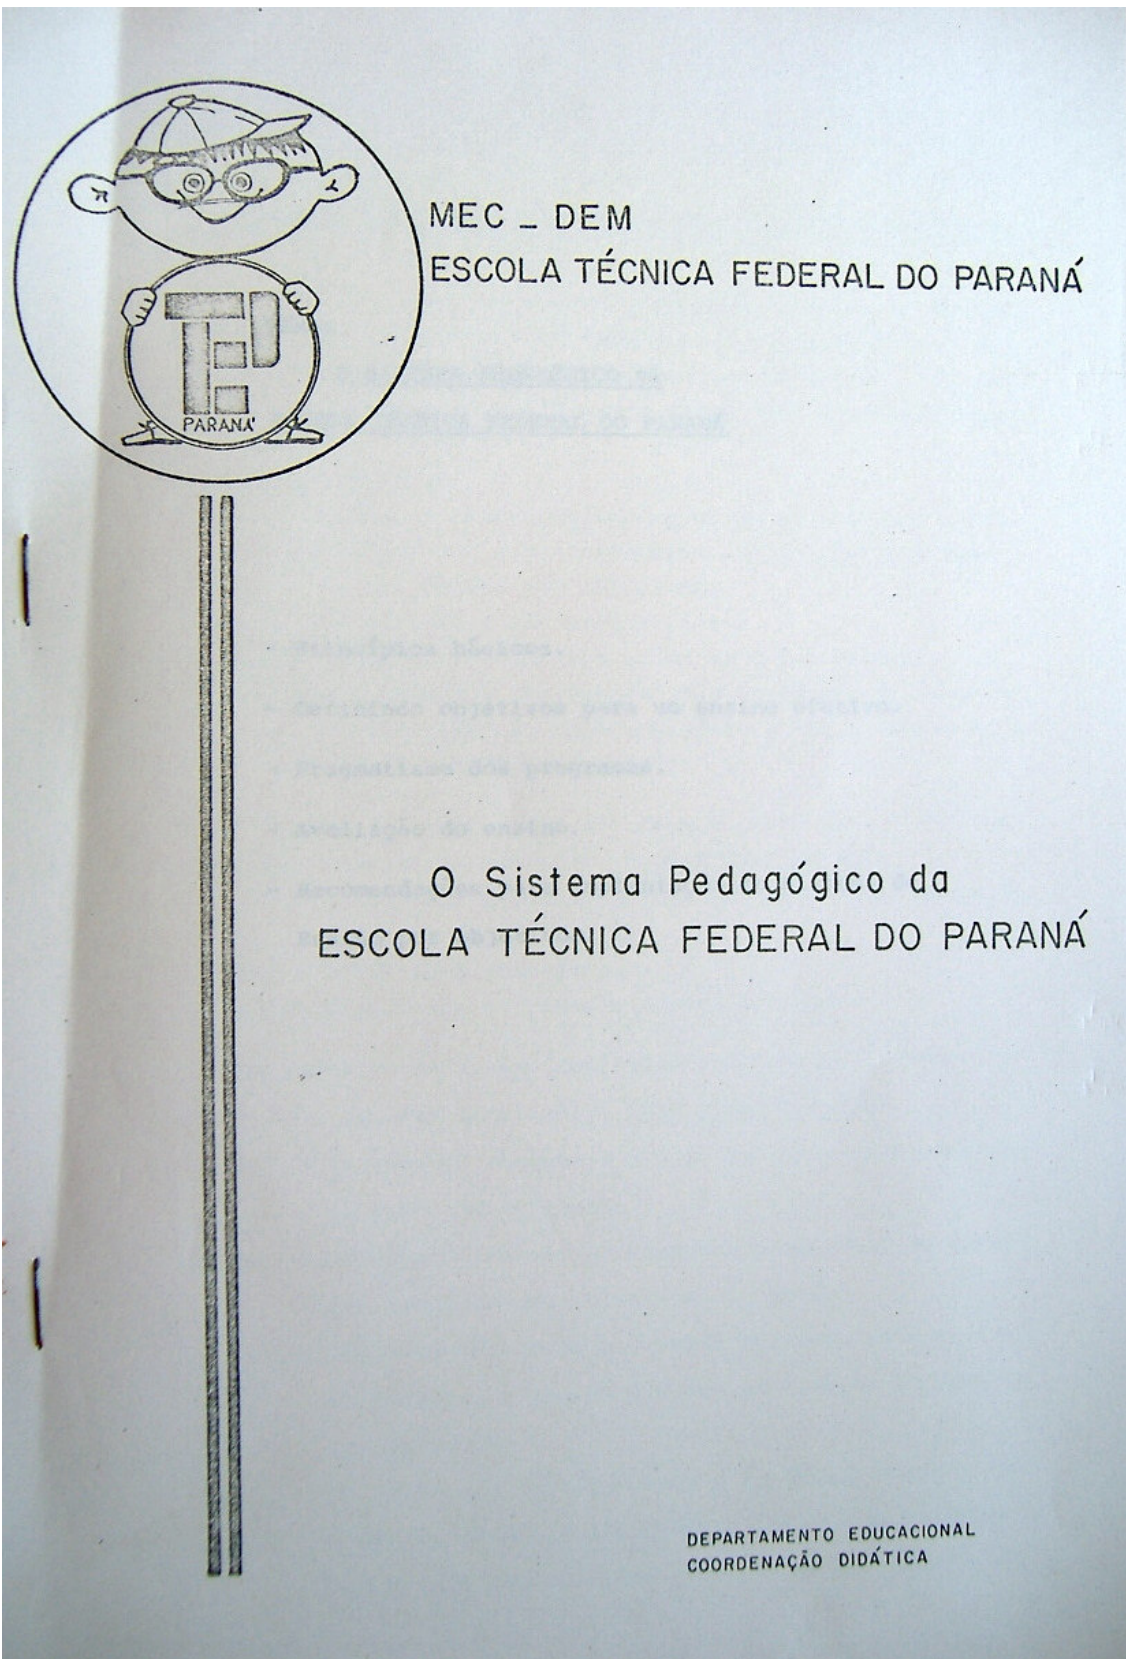 MEC _ DEM
ESCOLA TÉCNICA FEDERAL DO PARANÁ
PARANÁ
O Sistema Pedagógico da
ESCOLA TÉCNICA FEDERAL DO PARANÁ
DEPARTAMENTO EDUCACIONAL
COORDENAÇÃO DIDÁTICA